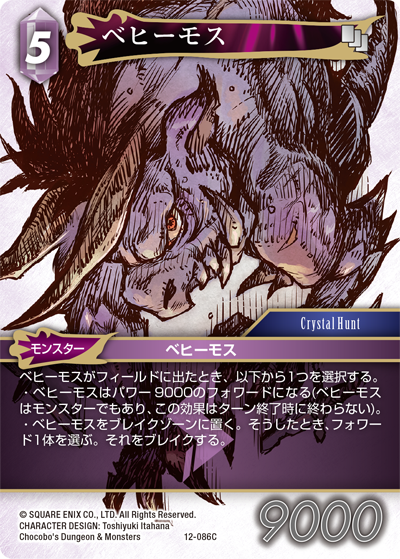 5
ベヒーモス
Crystal Hunt
モンスター
ベヒーモス
ベヒーモスがフィールドに出たとき、以下から1つを選択する。
・ベヒーモスはパワー9000のフォワードになる(ベヒーモス
はモンスターでもあり、この効果はターン終了時に終わらない)。
・ベヒーモスをブレイクゾーンに置く。そうしたとき、フォワー
ド1体を選ぶ。それをブレイクする。
© SQUARE ENIX CO., LTD. All Rights Reserved.
CHARACTER DESIGN: Toshiyuki Itahana
Chocobo's Dungeon & Monsters
12-086C
9000